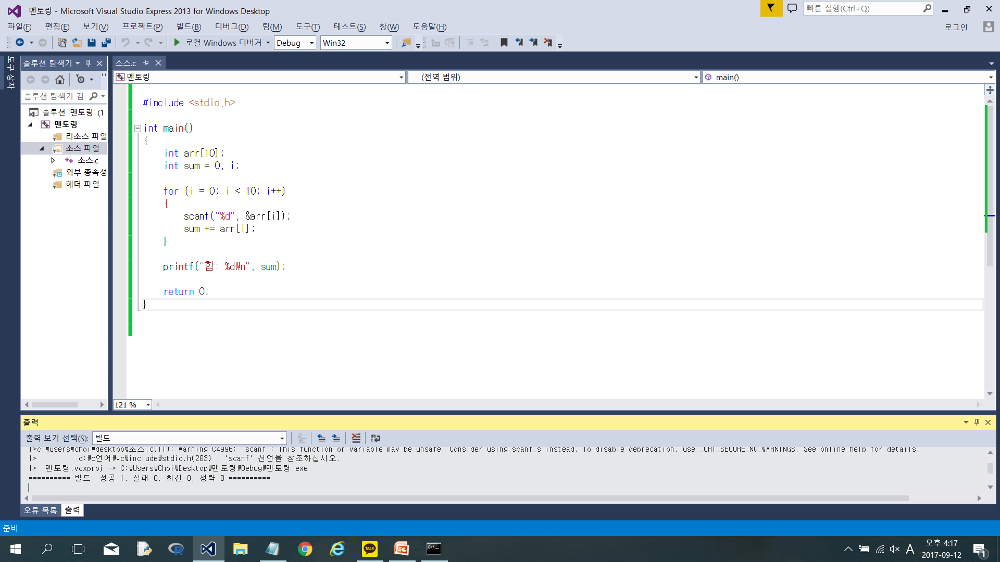 멘토링 - Microsoft Visual Studio Express 2013 for Windows Desktop
빠른 실행(Ctrl+Q)
파일(F) 편집(E) 보기(V) 프로젝트(P) 빌드(B) 디버그(D) 팀(M) 도구(T) 테스트(S) 창(W) 도움말(H)
로그인
로컬 Windows 디버거 Debug Win32
도구 상자
솔루션 탐색기
소스.c
멘토링
(전역 범위)
main()
솔루션 탐색기 검
솔루션 '멘토링' (1
멘토링
리소스 파일
소스 파일
소스.c
외부 종속성
헤더 파일
#include <stdio.h>
int main()
{
int arr[10];
int sum = 0, i;
for (i = 0; i < 10; i++)
{
scanf("%d", &arr[i]);
sum += arr[i];
}
printf("합: %d₩n", sum);
return 0;
}
121 %
출력
출력 보기 선택(S): 빌드
1>c:₩users₩choi₩desktop₩소스.c(11): warning C4996: 'scanf': This function or variable may be unsafe. Consider using scanf_s instead. To disable deprecation, use _CRT_SECURE_NO_WARNINGS. See online help for details.
1> d:₩c언어₩vc₩include₩stdio.h(283) : 'scanf' 선언을 참조하십시오.
1> 멘토링.vcxproj -> C:₩Users₩Choi₩Desktop₩멘토링₩Debug₩멘토링.exe
========== 빌드: 성공 1, 실패 0, 최신 0, 생략 0 ==========
오류 목록 출력
준비
TALK
C:\_
A
오후 4:17
2017-09-12
1